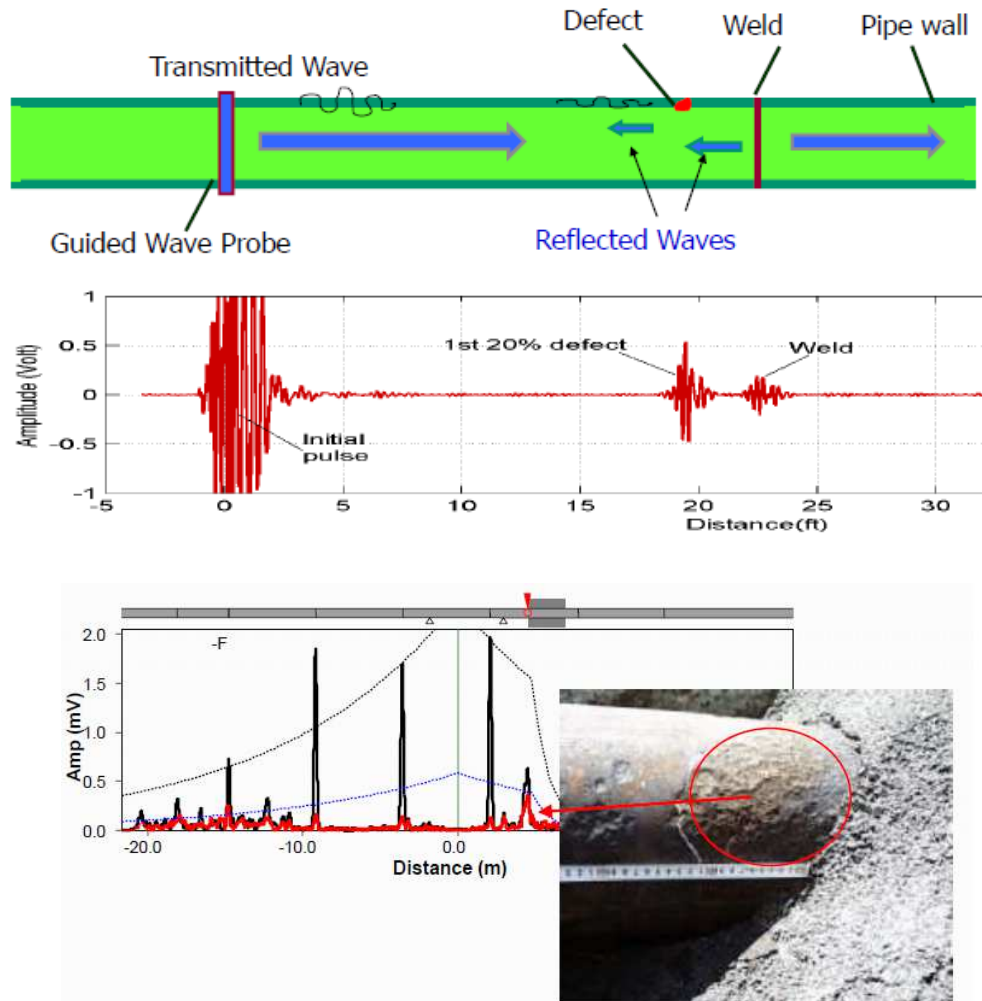 Defect
Weld
Pipe wall
Transmitted Wave
Guided Wave Probe
Reflected Waves
1
0.5
0
-0.5
-1
Amplitude (Volt)
1st 20% defect
Weld
Initial
pulse
-5
0
5
10
15
20
25
30
Distance(ft)
-F
2.0
1.5
1.0
0.5
0.0
Amp (mV)
-20.0
-10.0
0.0
Distance (m)